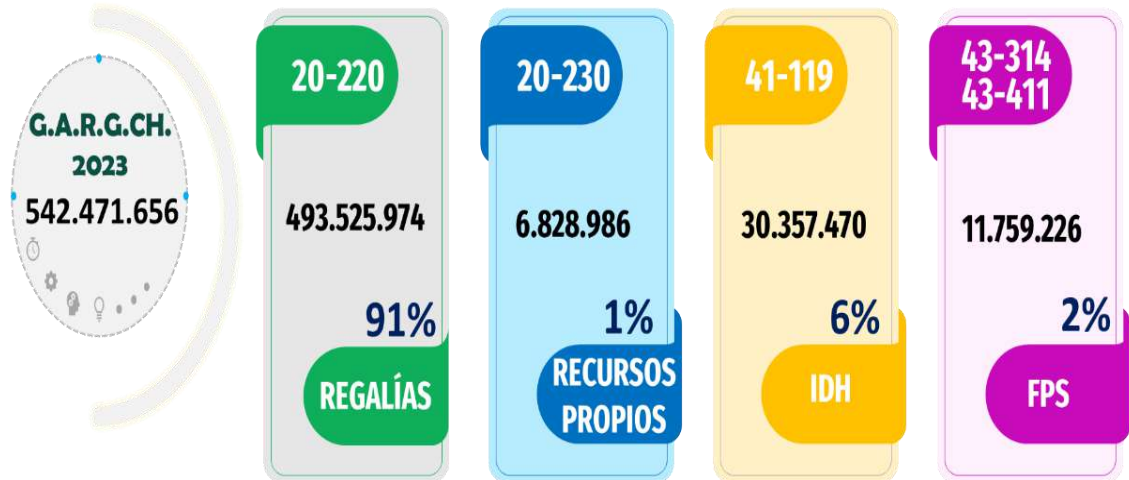 G.A.R.G.CH.
2023
542.471.656
20-220
493.525.974
91%
REGALÍAS
20-230
6.828.986
1%
RECURSOS
PROPIOS
41-119
30.357.470
6%
IDH
43-314
43-411
11.759.226
2%
FPS